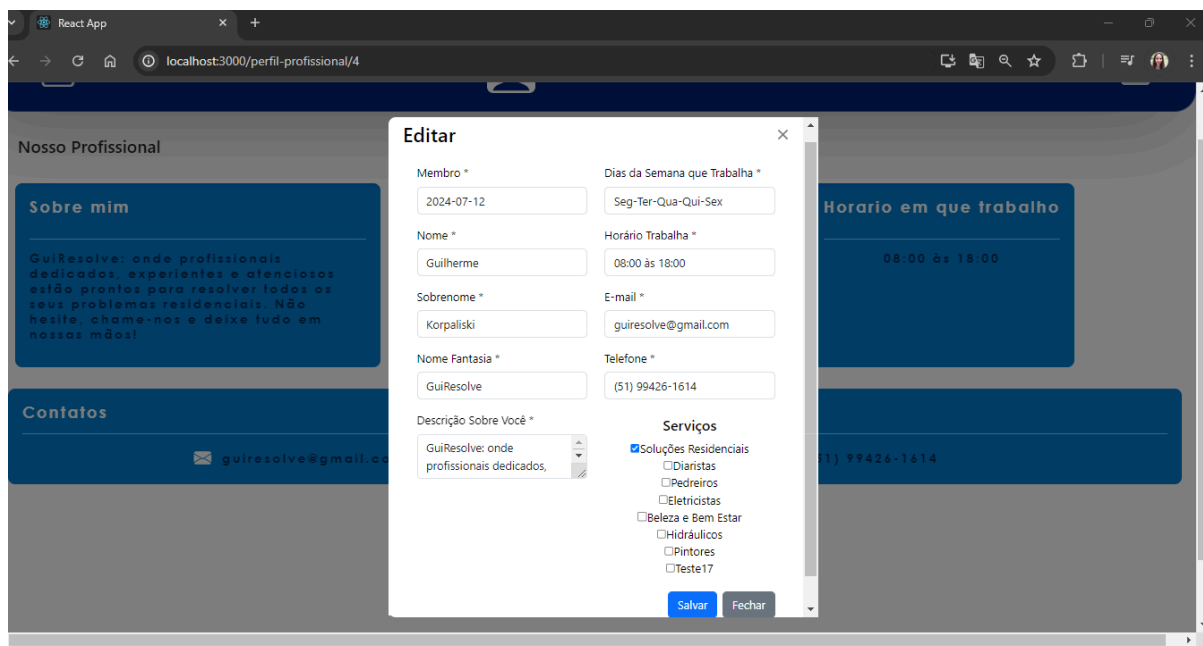 React App
localhost:3000/perfil-profissional/4
Nosso Profissional
Sobre mim
GuiResolve: onde profissionais
dedicados, experientes e atenciosos
estão prontos para resolver todos os
seus problemas residenciais. Não
hesite, chame-nos e deixe tudo em
nossas mãos!
Horario em que trabalho
08:00 às 18:00
Contatos
guiresolve@gmail.co
51) 99426-1614
Editar
Membro *
2024-07-12
Nome *
Guilherme
Sobrenome *
Korpaliski
Nome Fantasia *
GuiResolve
Descrição Sobre Você *
GuiResolve: onde
profissionais dedicados,
Dias da Semana que Trabalha *
Seg-Ter-Qua-Qui-Sex
Horário Trabalha *
08:00 às 18:00
E-mail *
guiresolve@gmail.com
Telefone *
(51) 99426-1614
Serviços
Soluções Residenciais
Diaristas
Pedreiros
Eletricistas
Beleza e Bem Estar
Hidráulicos
Pintores
Teste17
Salvar
Fechar